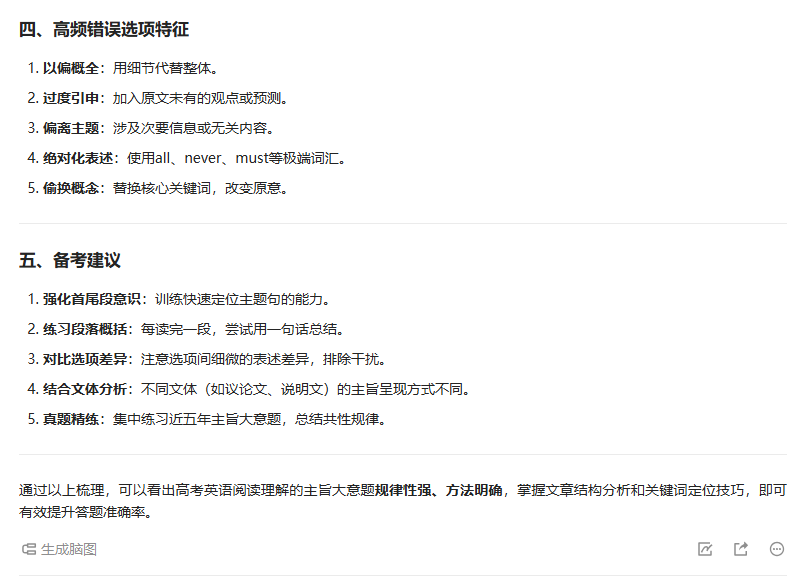 四、高频错误选项特征
1. 以偏概全：用细节代替整体。
2. 过度引申：加入原文未有的观点或预测。
3. 偏离主题：涉及次要信息或无关内容。
4. 绝对化表述：使用all、never、must等极端词汇。
5. 偷换概念：替换核心关键词，改变原意。
五、备考建议
1. 强化首尾段意识：训练快速定位主题句的能力。
2. 练习段落概括：每读完一段，尝试用一句话总结。
3. 对比选项差异：注意选项间细微的表述差异，排除干扰。
4. 结合文体分析：不同文体（如议论文、说明文）的主旨呈现方式不同。
5. 真题精练：集中练习近五年主旨大意题，总结共性规律。
通过以上梳理，可以看出高考英语阅读理解的主旨大意题规律性强、方法明确，掌握文章结构分析和关键词定位技巧，即可
有效提升答题准确率。
生成脑图